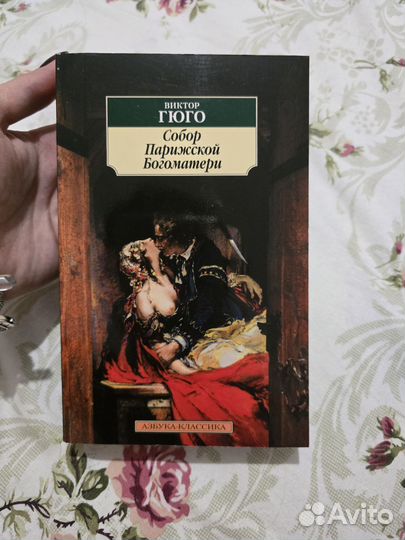 ВИКТОР
ГЮГО
Собор
Парижской
Богоматери
АЗБУКА-КЛАССИКА
Avito